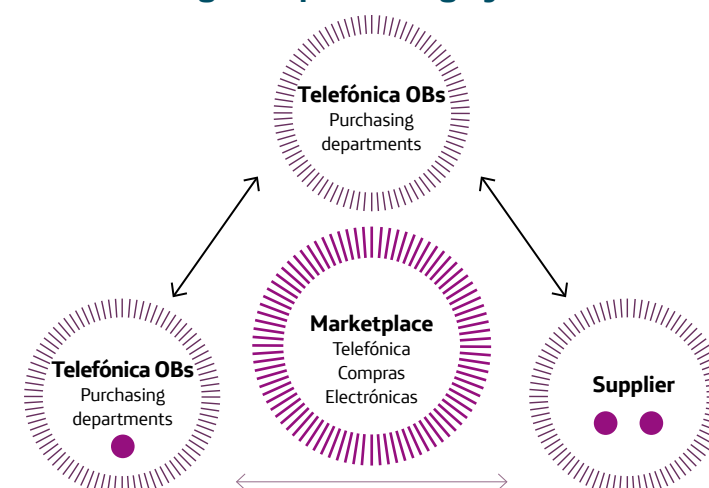 Telefónica OBs
Purchasing
departments
Marketplace
Telefónica
Compras
Electrónicas
Telefónica OBs
Purchasing
departments
Supplier